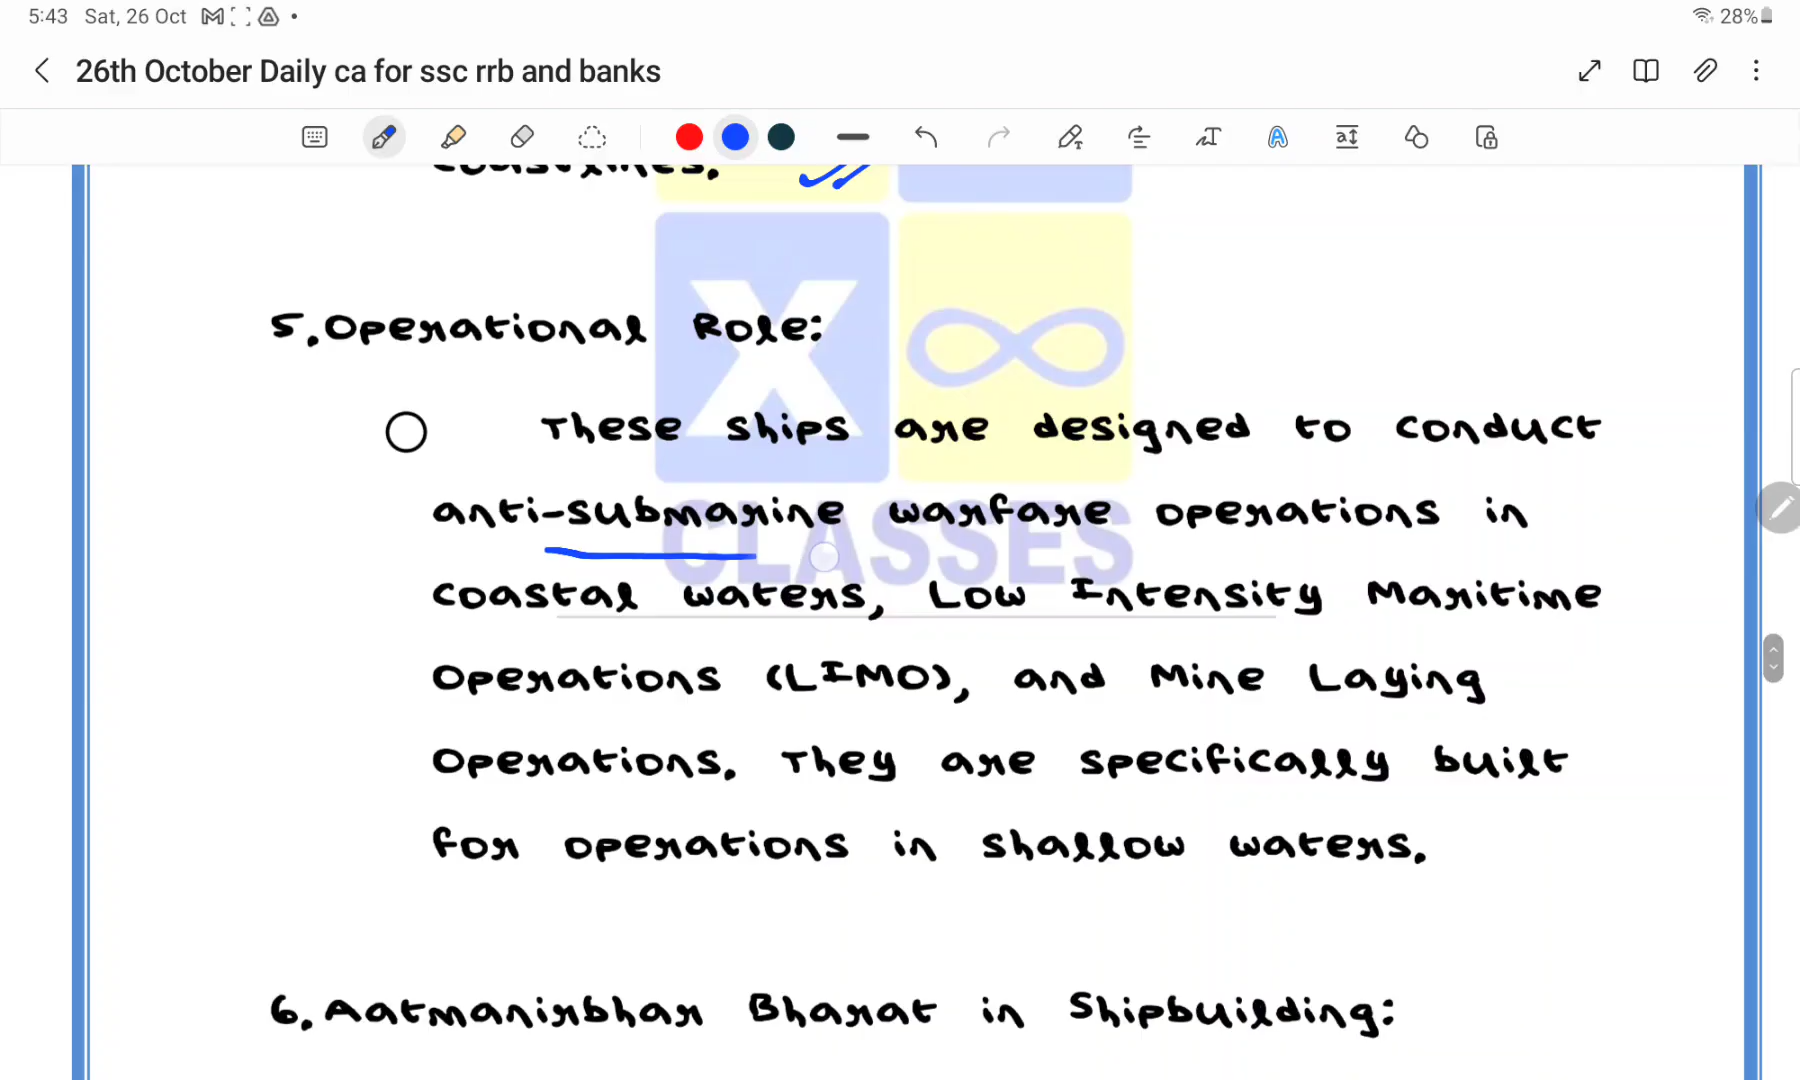 5:43 Sat, 26 Oct 28%
26th October Daily ca for ssc rrb and banks
coastlines.
X
5.Operational Role:
These ships are designed to conduct
anti-submarine warfare operations in
CLASSES
coastal waters, Low Intensity Maritime
Operations (LIMO), and Mine Laying
Operations. They are specifically built
for operations in shallow waters.
6.Aatmanirbhar Bharat in Shipbuilding: